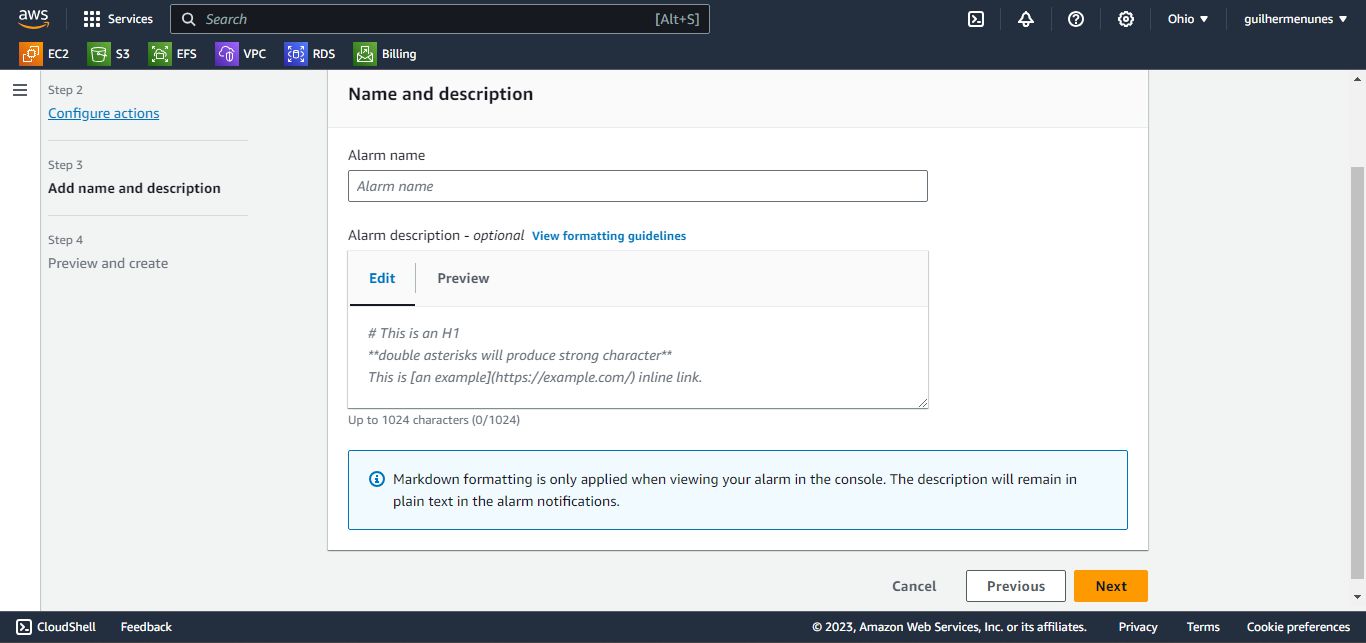 aws
Services
Search
[Alt+S]
Ohio
guilhermenunes
EC2
S3
EFS
VPC
RDS
Billing
Step 2
Configure actions
Step 3
Add name and description
Step 4
Preview and create
Name and description
Alarm name
Alarm name
Alarm description - optional View formatting guidelines
Edit
Preview
# This is an H1
**double asterisks will produce strong character**
This is [an example](https://example.com/) inline link.
Up to 1024 characters (0/1024)
Markdown formatting is only applied when viewing your alarm in the console. The description will remain in
plain text in the alarm notifications.
Cancel
Previous
Next
CloudShell
Feedback
© 2023, Amazon Web Services, Inc. or its affiliates.
Privacy
Terms
Cookie preferences